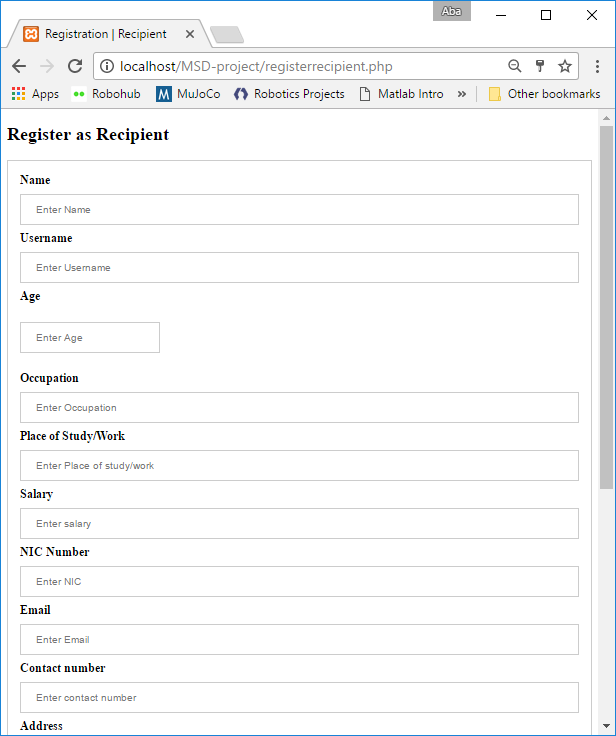 Aba
Registration | Recipient
localhost/MSD-project/registerrecipient.php
Apps Robohub M MuJoCo Robotics Projects Matlab Intro » Other bookmarks
Register as Recipient
Name
Enter Name
Username
Enter Username
Age
Enter Age
Occupation
Enter Occupation
Place of Study/Work
Enter Place of study/work
Salary
Enter salary
NIC Number
Enter NIC
Email
Enter Email
Contact number
Enter contact number
Address